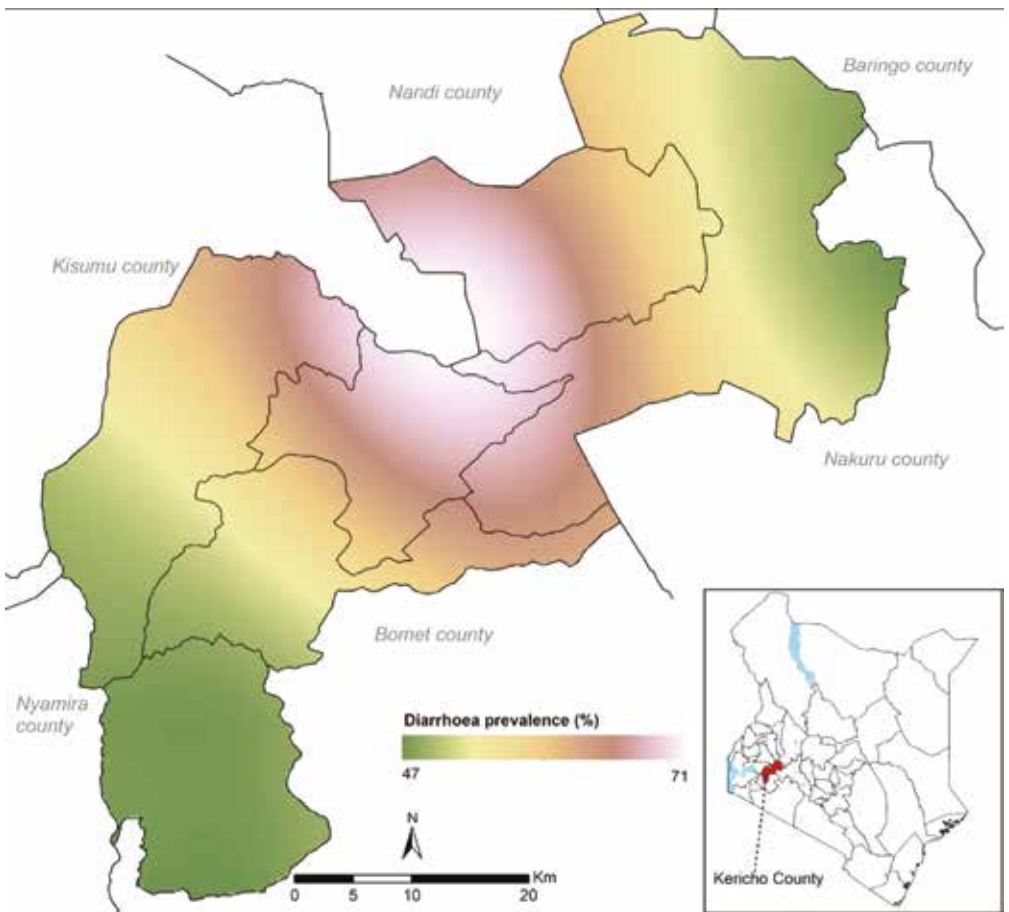 Baringo county
Nandi county
Kisumu county
Nakuru county
Bomet county
Nyamira
county
Diarrhoea prevalence (%)
47 71
N
Km
0 5 10 20
Kericho County